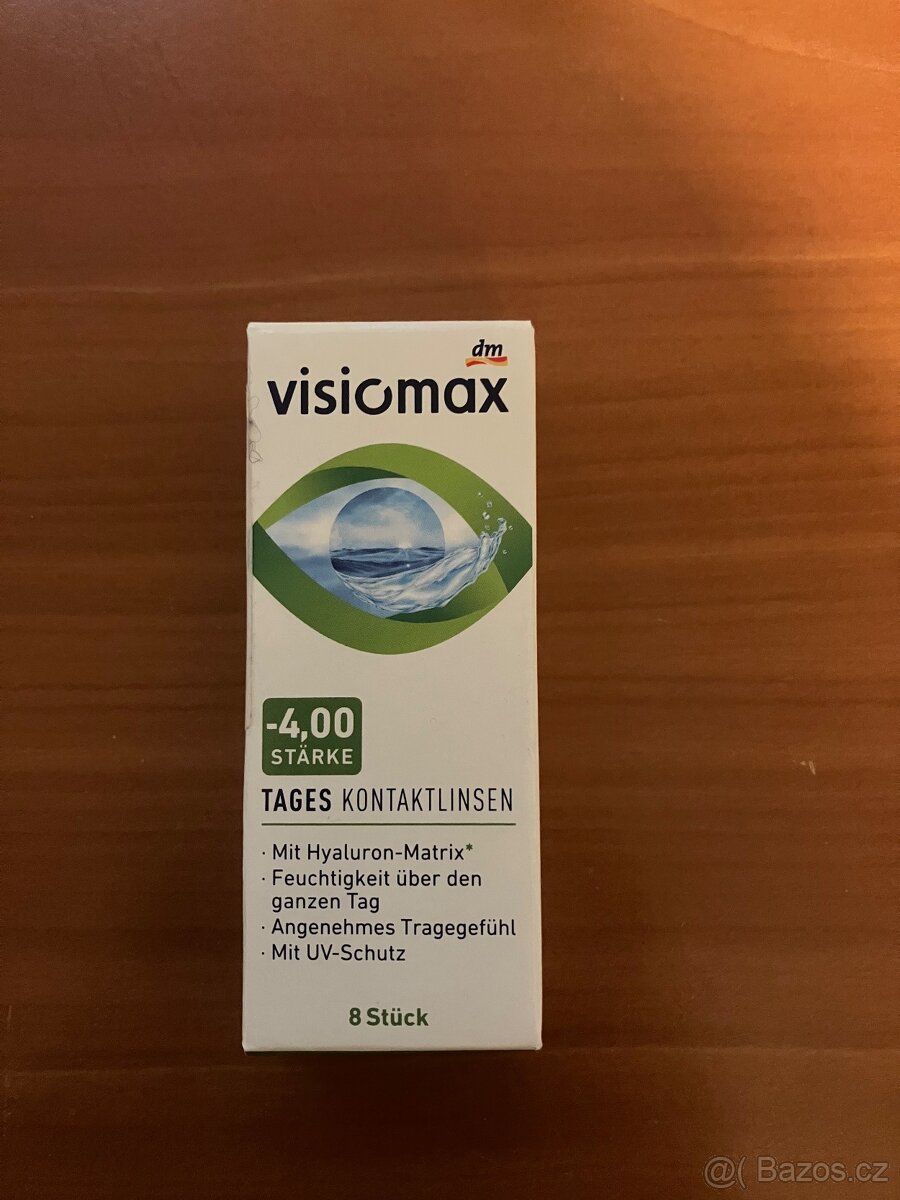 dm
visiomax
-4,00
STÄRKE
TAGES KONTAKTLINSEN
· Mit Hyaluron-Matrix*
· Feuchtigkeit über den
ganzen Tag
· Angenehmes Tragegefühl
· Mit UV-Schutz
8 Stück
@( Bazos.cz